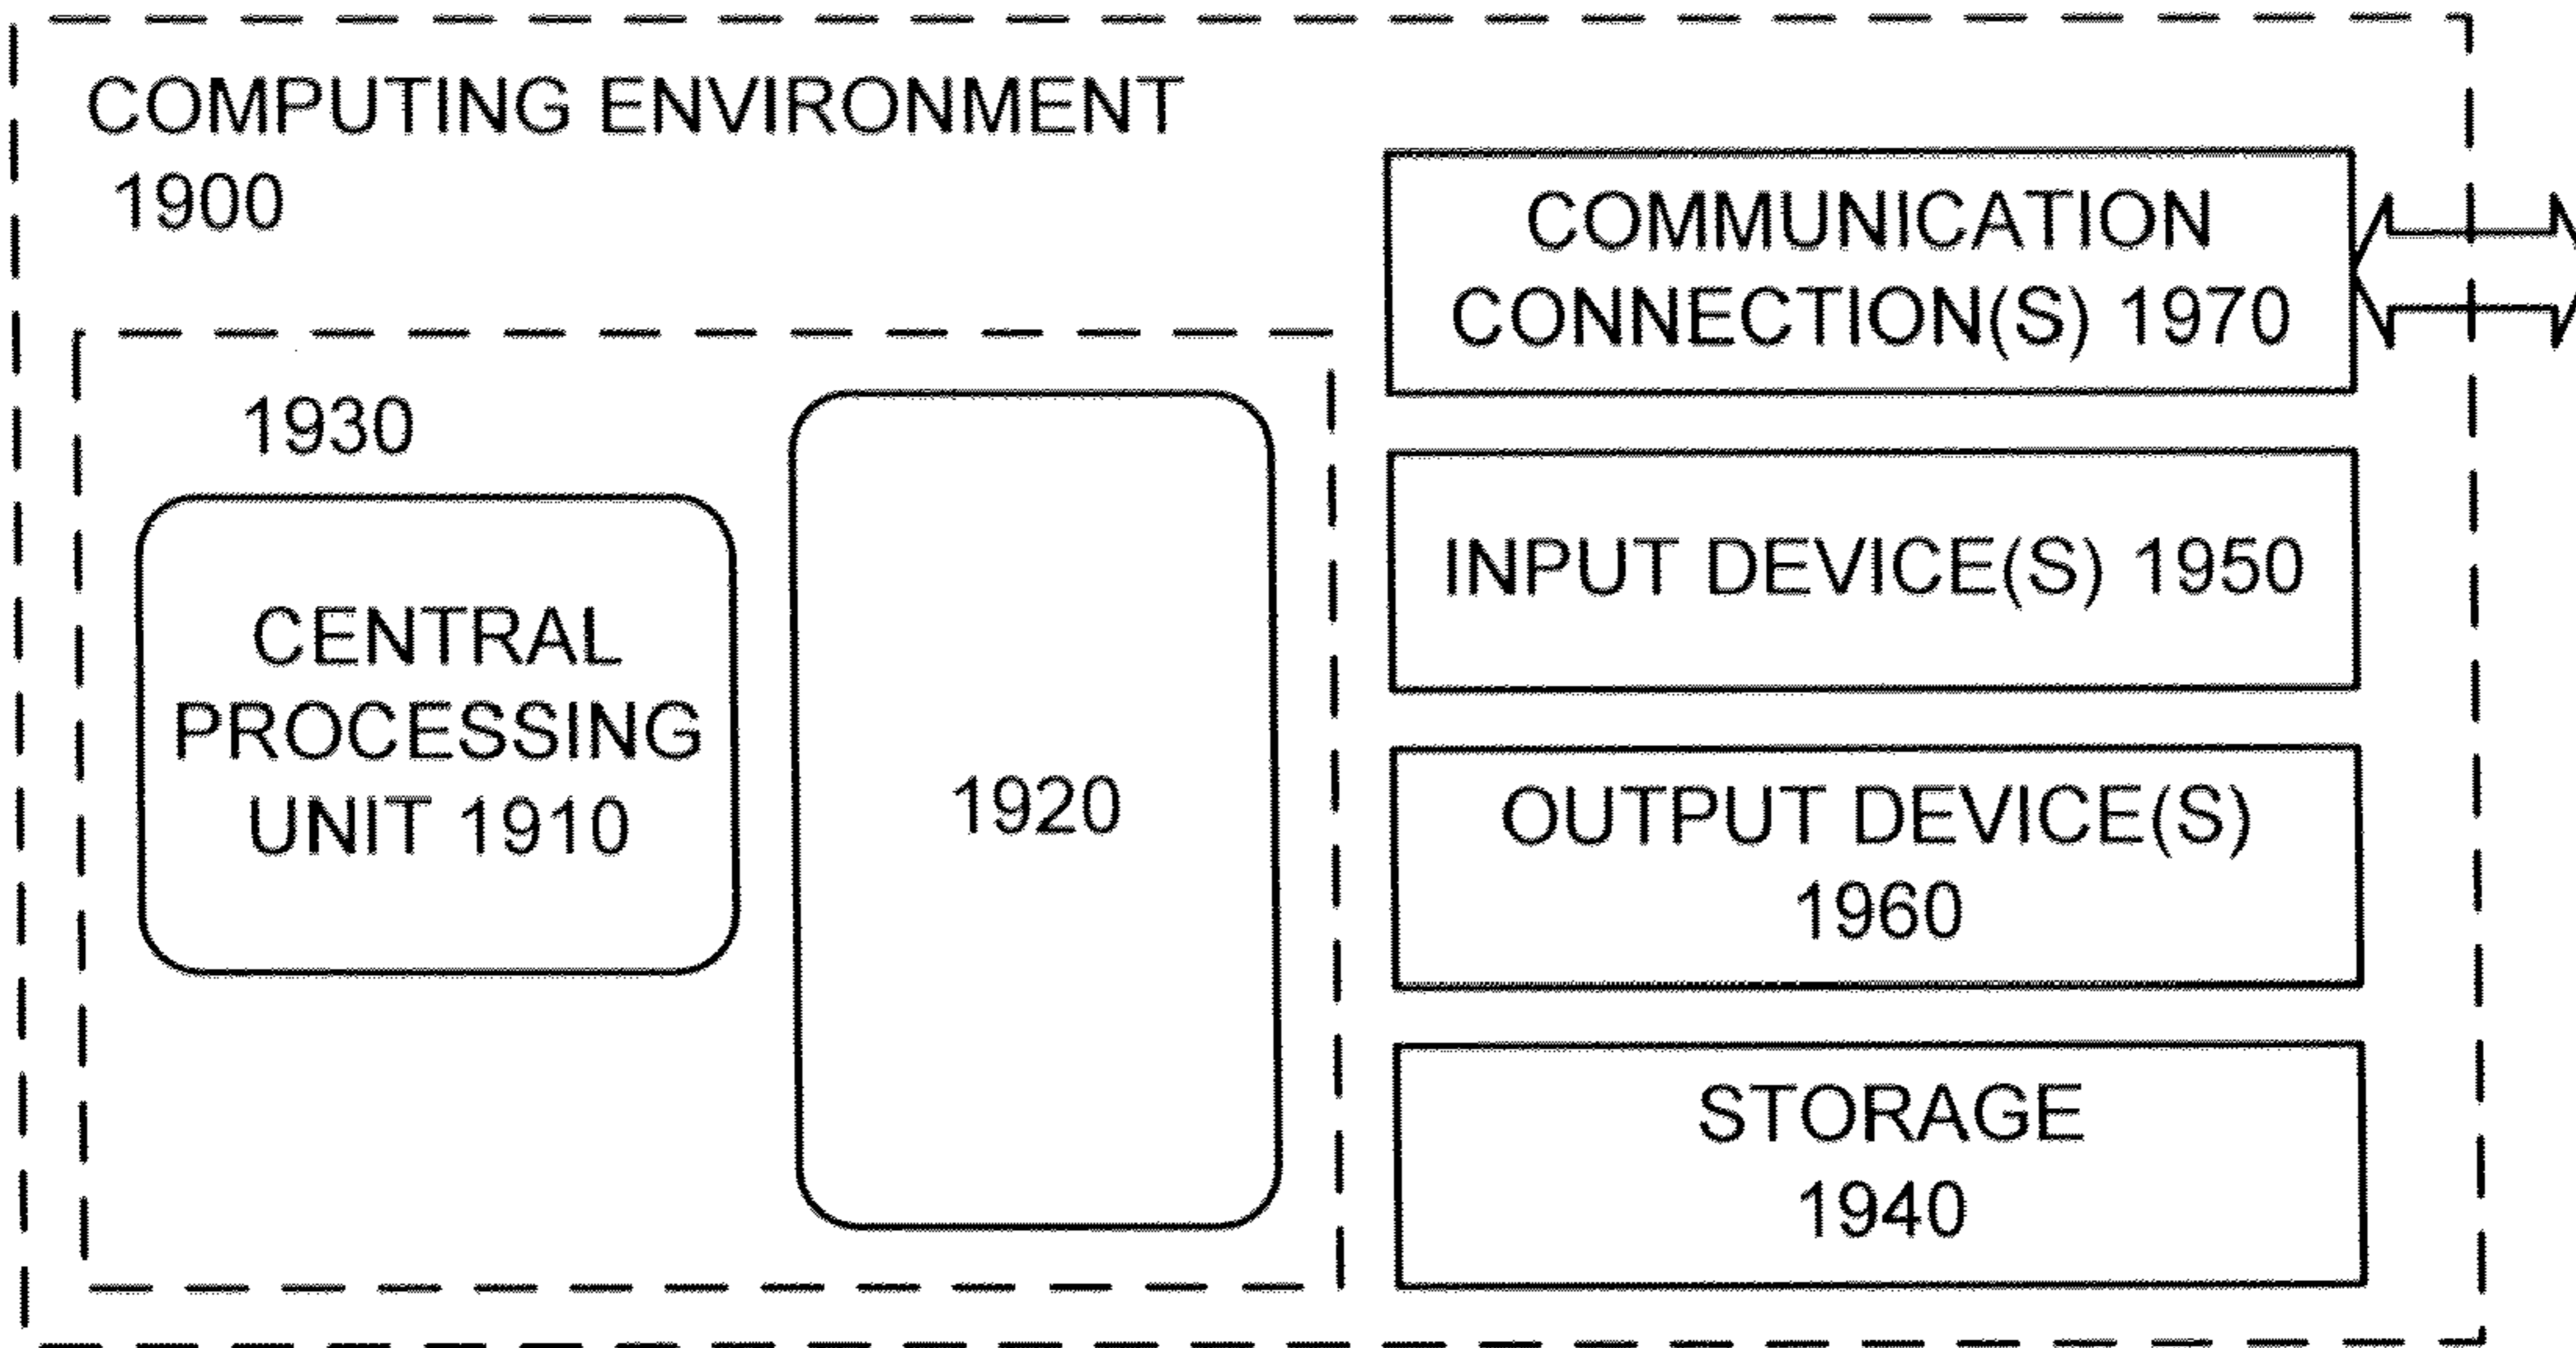 COMPUTING ENVIRONMENT
1900
1930
CENTRAL
PROCESSING
UNIT 1910
1920
COMMUNICATION
CONNECTION(S) 1970
INPUT DEVICE(S) 1950
OUTPUT DEVICE(S)
1960
STORAGE
1940